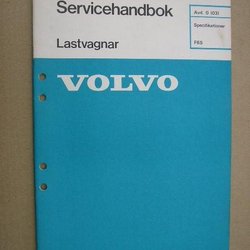 Servicehandbok
Avd. 0 (03)
Specifikationer
F85
Lastvagnar
VOLVO